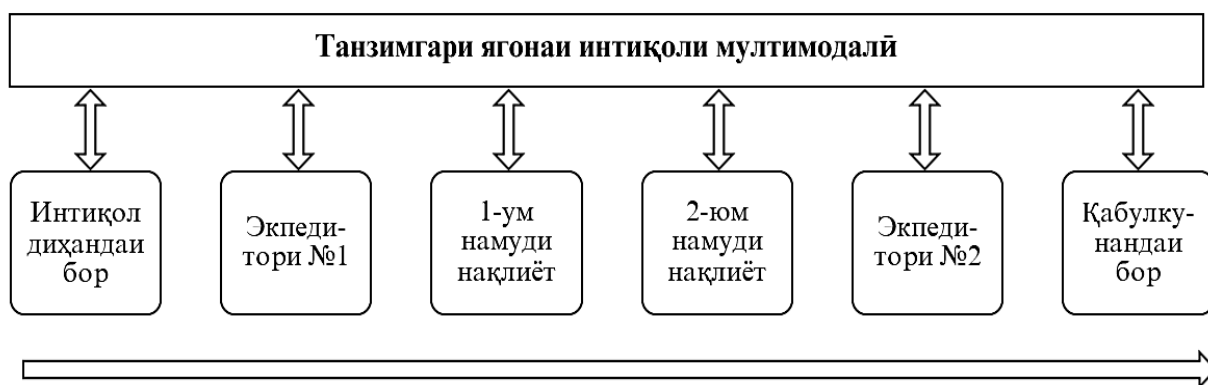 Танзимгари ягонаи интиқоли мултимодалӣ
Интиқол
диҳандаи
бор
Экпеди-
тори №1
1-ум
намуди
нақлиёт
2-юм
намуди
нақлиёт
Экпеди-
тори №2
Қабулку-
нандаи
бор